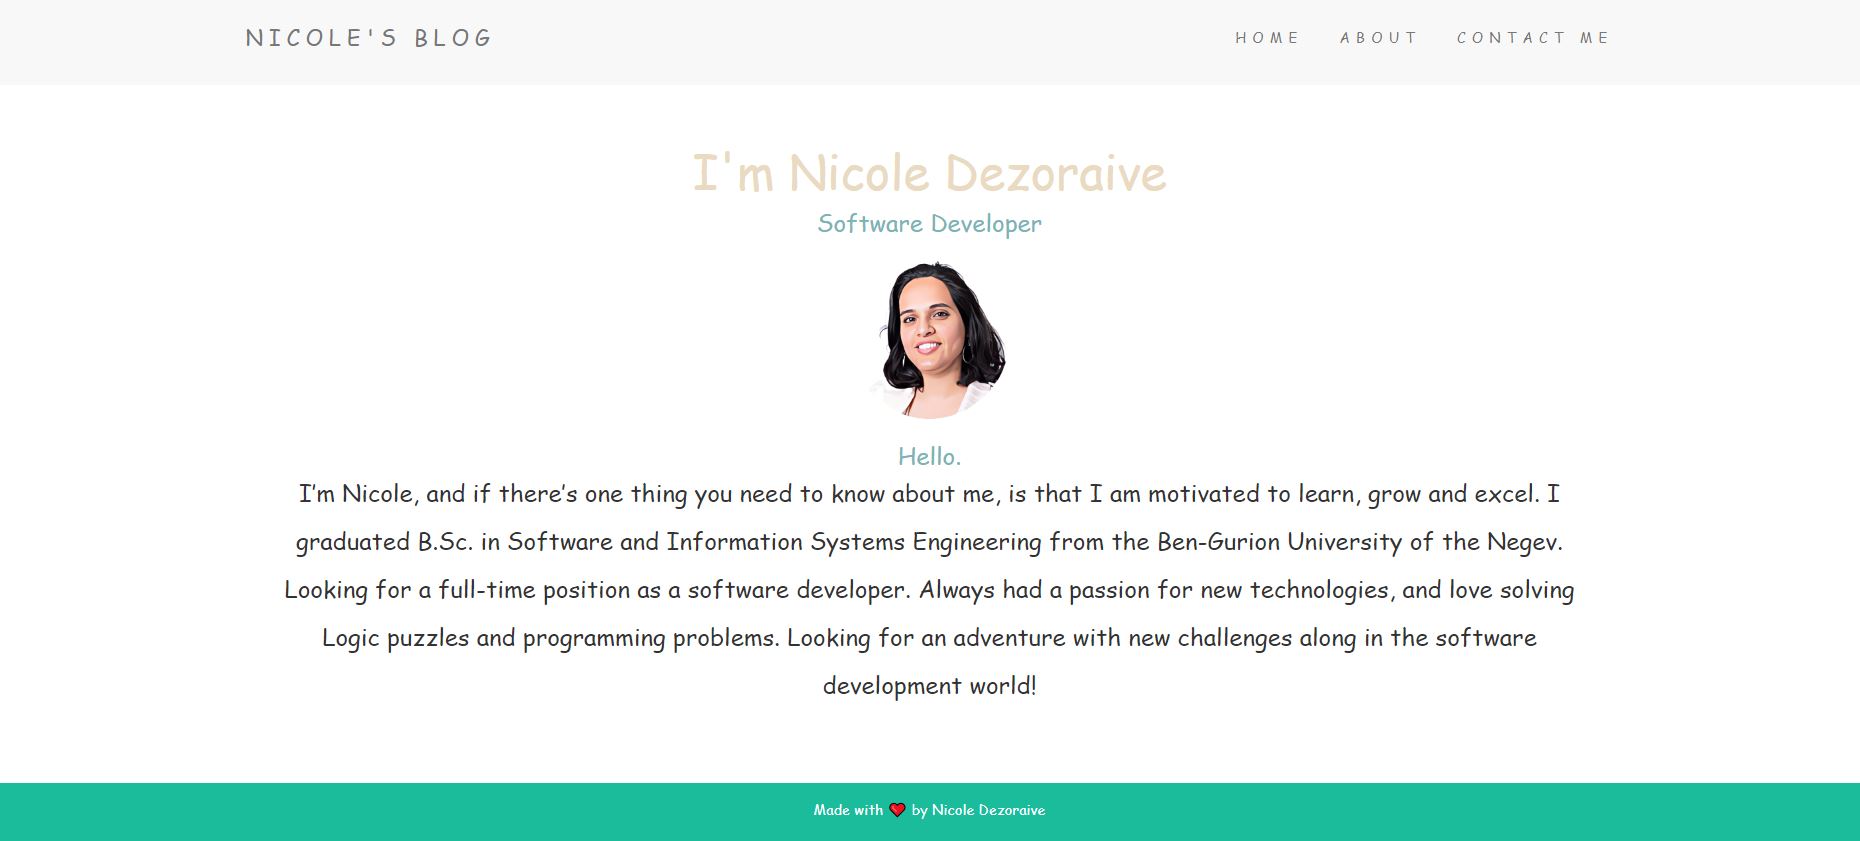 NICOLE'S BLOG
HOME ABOUT CONTACT ME
I'm Nicole Dezoraive
Software Developer
Hello.
I’m Nicole, and if there’s one thing you need to know about me, is that I am motivated to learn, grow and excel. I
graduated B.Sc. in Software and Information Systems Engineering from the Ben-Gurion University of the Negev.
Looking for a full-time position as a software developer. Always had a passion for new technologies, and love solving
Logic puzzles and programming problems. Looking for an adventure with new challenges along in the software
development world!
Made with ❤ by Nicole Dezoraive